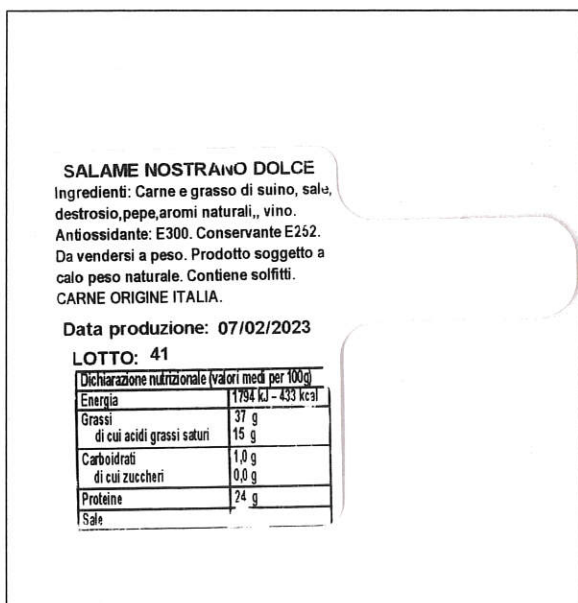 SALAME NOSTRANO DOLCE
Ingredienti: Carne e grasso di suino, sale,
destrosio,pepe,aromi naturali,, vino.
Antiossidante: E300. Conservante E252.
Da vendersi a peso. Prodotto soggetto a
calo peso naturale. Contiene solfitti.
CARNE ORIGINE ITALIA.
Data produzione: 07/02/2023
LOTTO: 41
Dichiarazione nutrizionale (valori medi per 100g)
Energia 1794 kJ – 433 kcal
Grassi 37 g
di cui acidi grassi saturi 15 g
Carboidrati 1,0 g
di cui zuccheri 0,0 g
Proteine 24 g
Sale